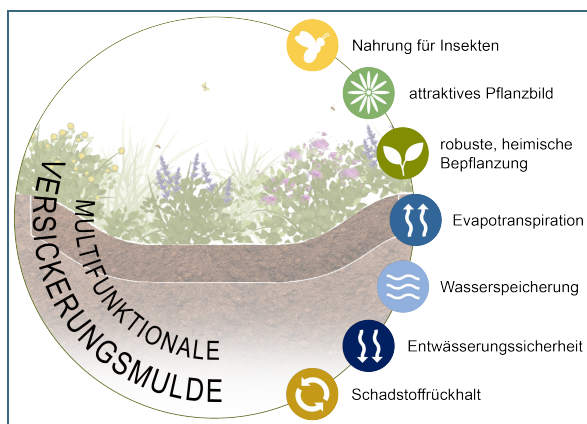 Nahrung für Insekten
attraktives Pflanzbild
robuste, heimische
Bepflanzung
Evapotranspiration
Wasserspeicherung
Entwässerungssicherheit
Schadstoffrückhalt
MULTIFUNKTIONALE
VERSICKERUNGSMULDE